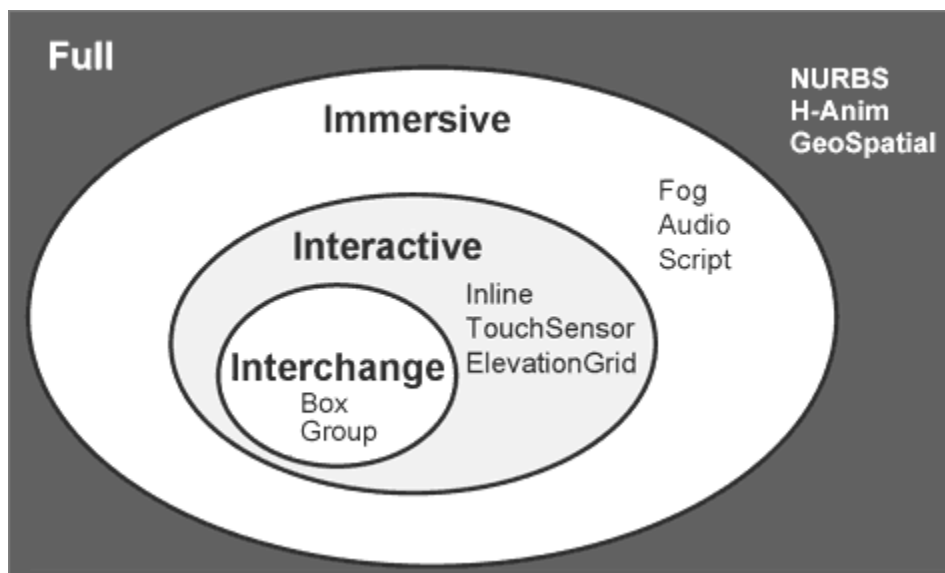 Full
NURBS
H-Anim
GeoSpatial
Immersive
Fog
Audio
Script
Interactive
Inline
TouchSensor
ElevationGrid
Interchange
Box
Group